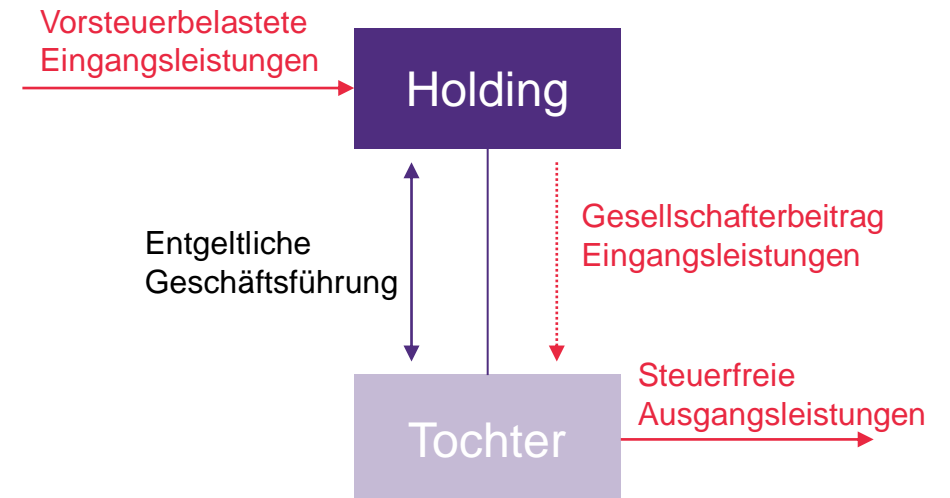 Vorsteuerbelastete
Eingangsleistungen
Holding
Entgeltliche
Geschäftsführung
Gesellschafterbeitrag
Eingangsleistungen
Steuerfreie
Ausgangsleistungen
Tochter